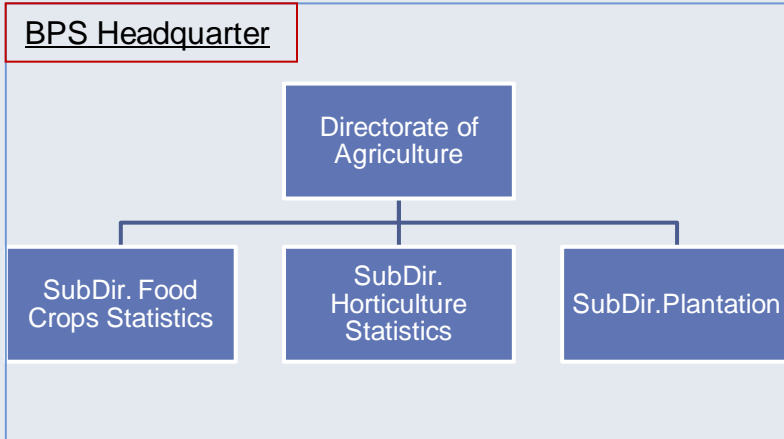 BPS Headquarter
Directorate of
Agriculture
SubDir. Food
Crops Statistics
SubDir.
Horticulture
Statistics
SubDir.Plantation